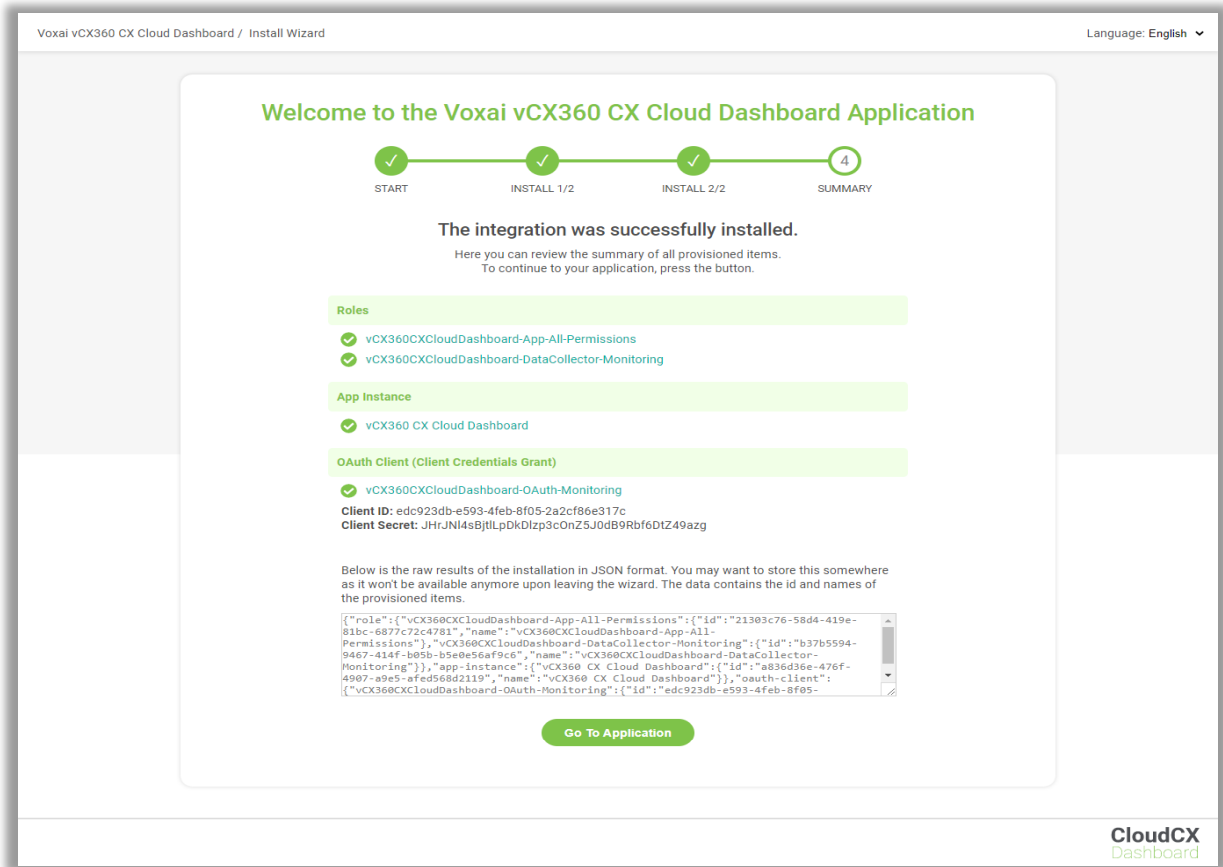 Voxai vCX360 CX Cloud Dashboard / Install Wizard
Language: English
Welcome to the Voxai vCX360 CX Cloud Dashboard Application
4
START
INSTALL 1/2
INSTALL 2/2
SUMMARY
The integration was successfully installed.
Here you can review the summary of all provisioned items.
To continue to your application, press the button.
Roles
vCX360CXCloudDashboard-App-All-Permissions
vCX360CXCloudDashboard-DataCollector-Monitoring
App Instance
vCX360 CX Cloud Dashboard
OAuth Client (Client Credentials Grant)
vCX360CXCloudDashboard-OAuth-Monitoring
Client ID: edc923db-e593-4feb-8f05-2a2cf86e317c
Client Secret: JHrJNl4sBjtlLpDkDlzp3cOnZ5J0dB9Rbf6DtZ49azg
Below is the raw results of the installation in JSON format. You may want to store this somewhere
as it won't be available anymore upon leaving the wizard. The data contains the id and names of
the provisioned items.
{"role":{"vCX360CXCloudDashboard-App-All-Permissions":{"id":"21303c76-58d4-419e-
81bc-6877c72c4781","name":"vCX360CXCloudDashboard-App-All-
Permissions"},"vCX360CXCloudDashboard-DataCollector-Monitoring":{"id":"b37b5594-
9467-414f-b05b-b5e0e56af9c6","name":"vCX360CXCloudDashboard-DataCollector-
Monitoring"}},"app-instance":{"vCX360 CX Cloud Dashboard":{"id":"a836d36e-476f-
4907-a9e5-afed568d2119","name":"vCX360 CX Cloud Dashboard"}},"oauth-client":
{"vCX360CXCloudDashboard-OAuth-Monitoring":{"id":"edc923db-e593-4feb-8f05-
Go To Application
CloudCX
Dashboard